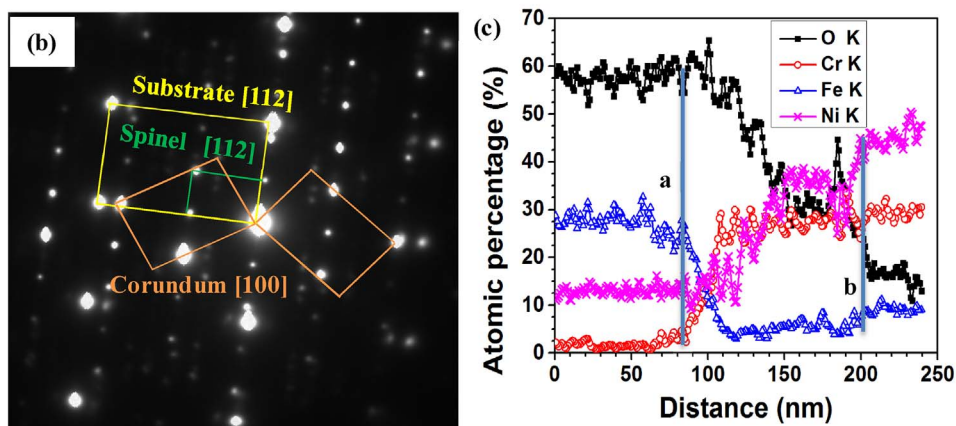 (b)
Substrate [112]
Spinel [112]
Corundum [100]
(c)
Atomic percentage (%)
70
60
50
40
30
20
10
0
O K
Cr K
Fe K
Ni K
a
b
0 50 100 150 200 250
Distance (nm)